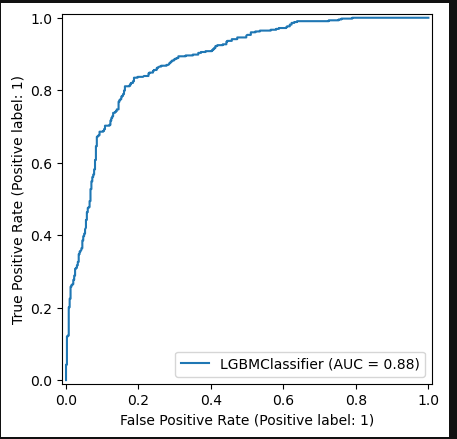 1.0
0.8
0.6
0.4
0.2
0.0
True Positive Rate (Positive label: 1)
LGBMClassifier (AUC = 0.88)
0.0 0.2 0.4 0.6 0.8 1.0
False Positive Rate (Positive label: 1)